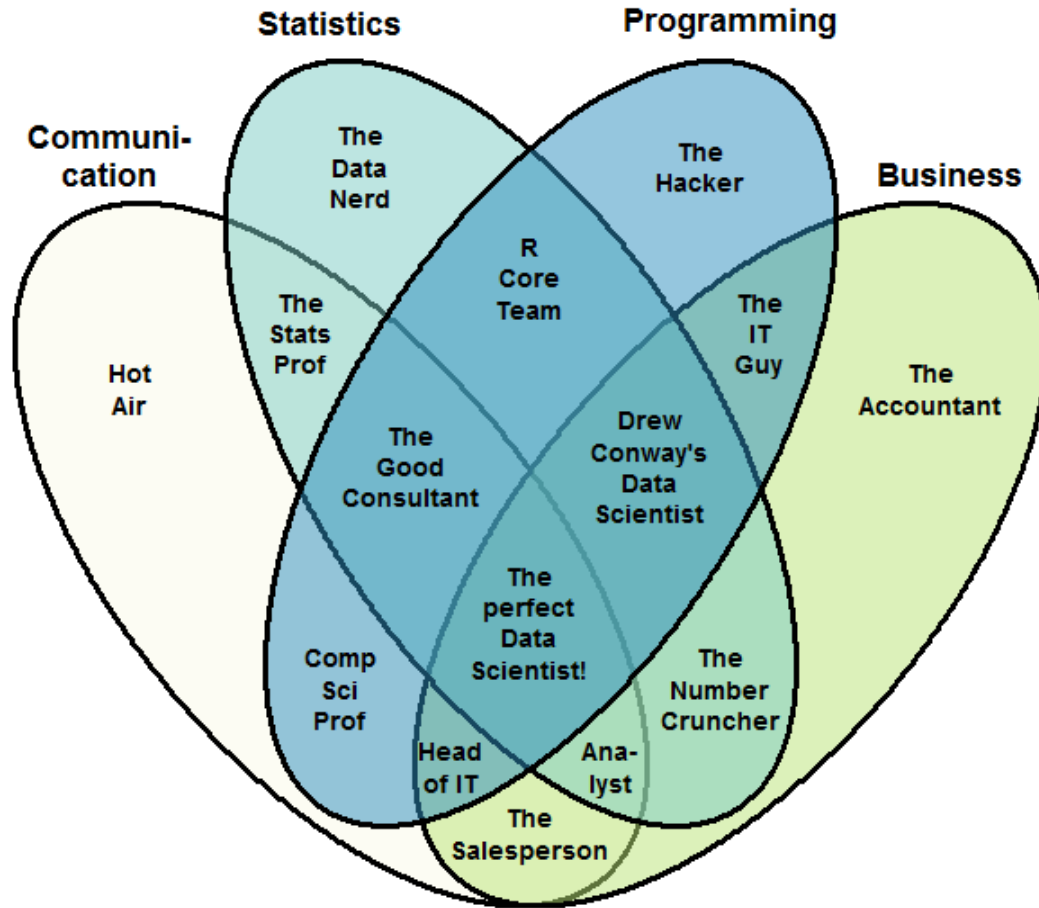 Statistics
Programming
Communi-
cation
Business
The
Data
Nerd
The
Hacker
R
Core
Team
The
Stats
Prof
The
IT
Guy
Hot
Air
The
Accountant
The
Good
Consultant
Drew
Conway's
Data
Scientist
The
perfect
Data
Scientist!
Comp
Sci
Prof
The
Number
Cruncher
Head
of IT
Ana-
lyst
The
Salesperson